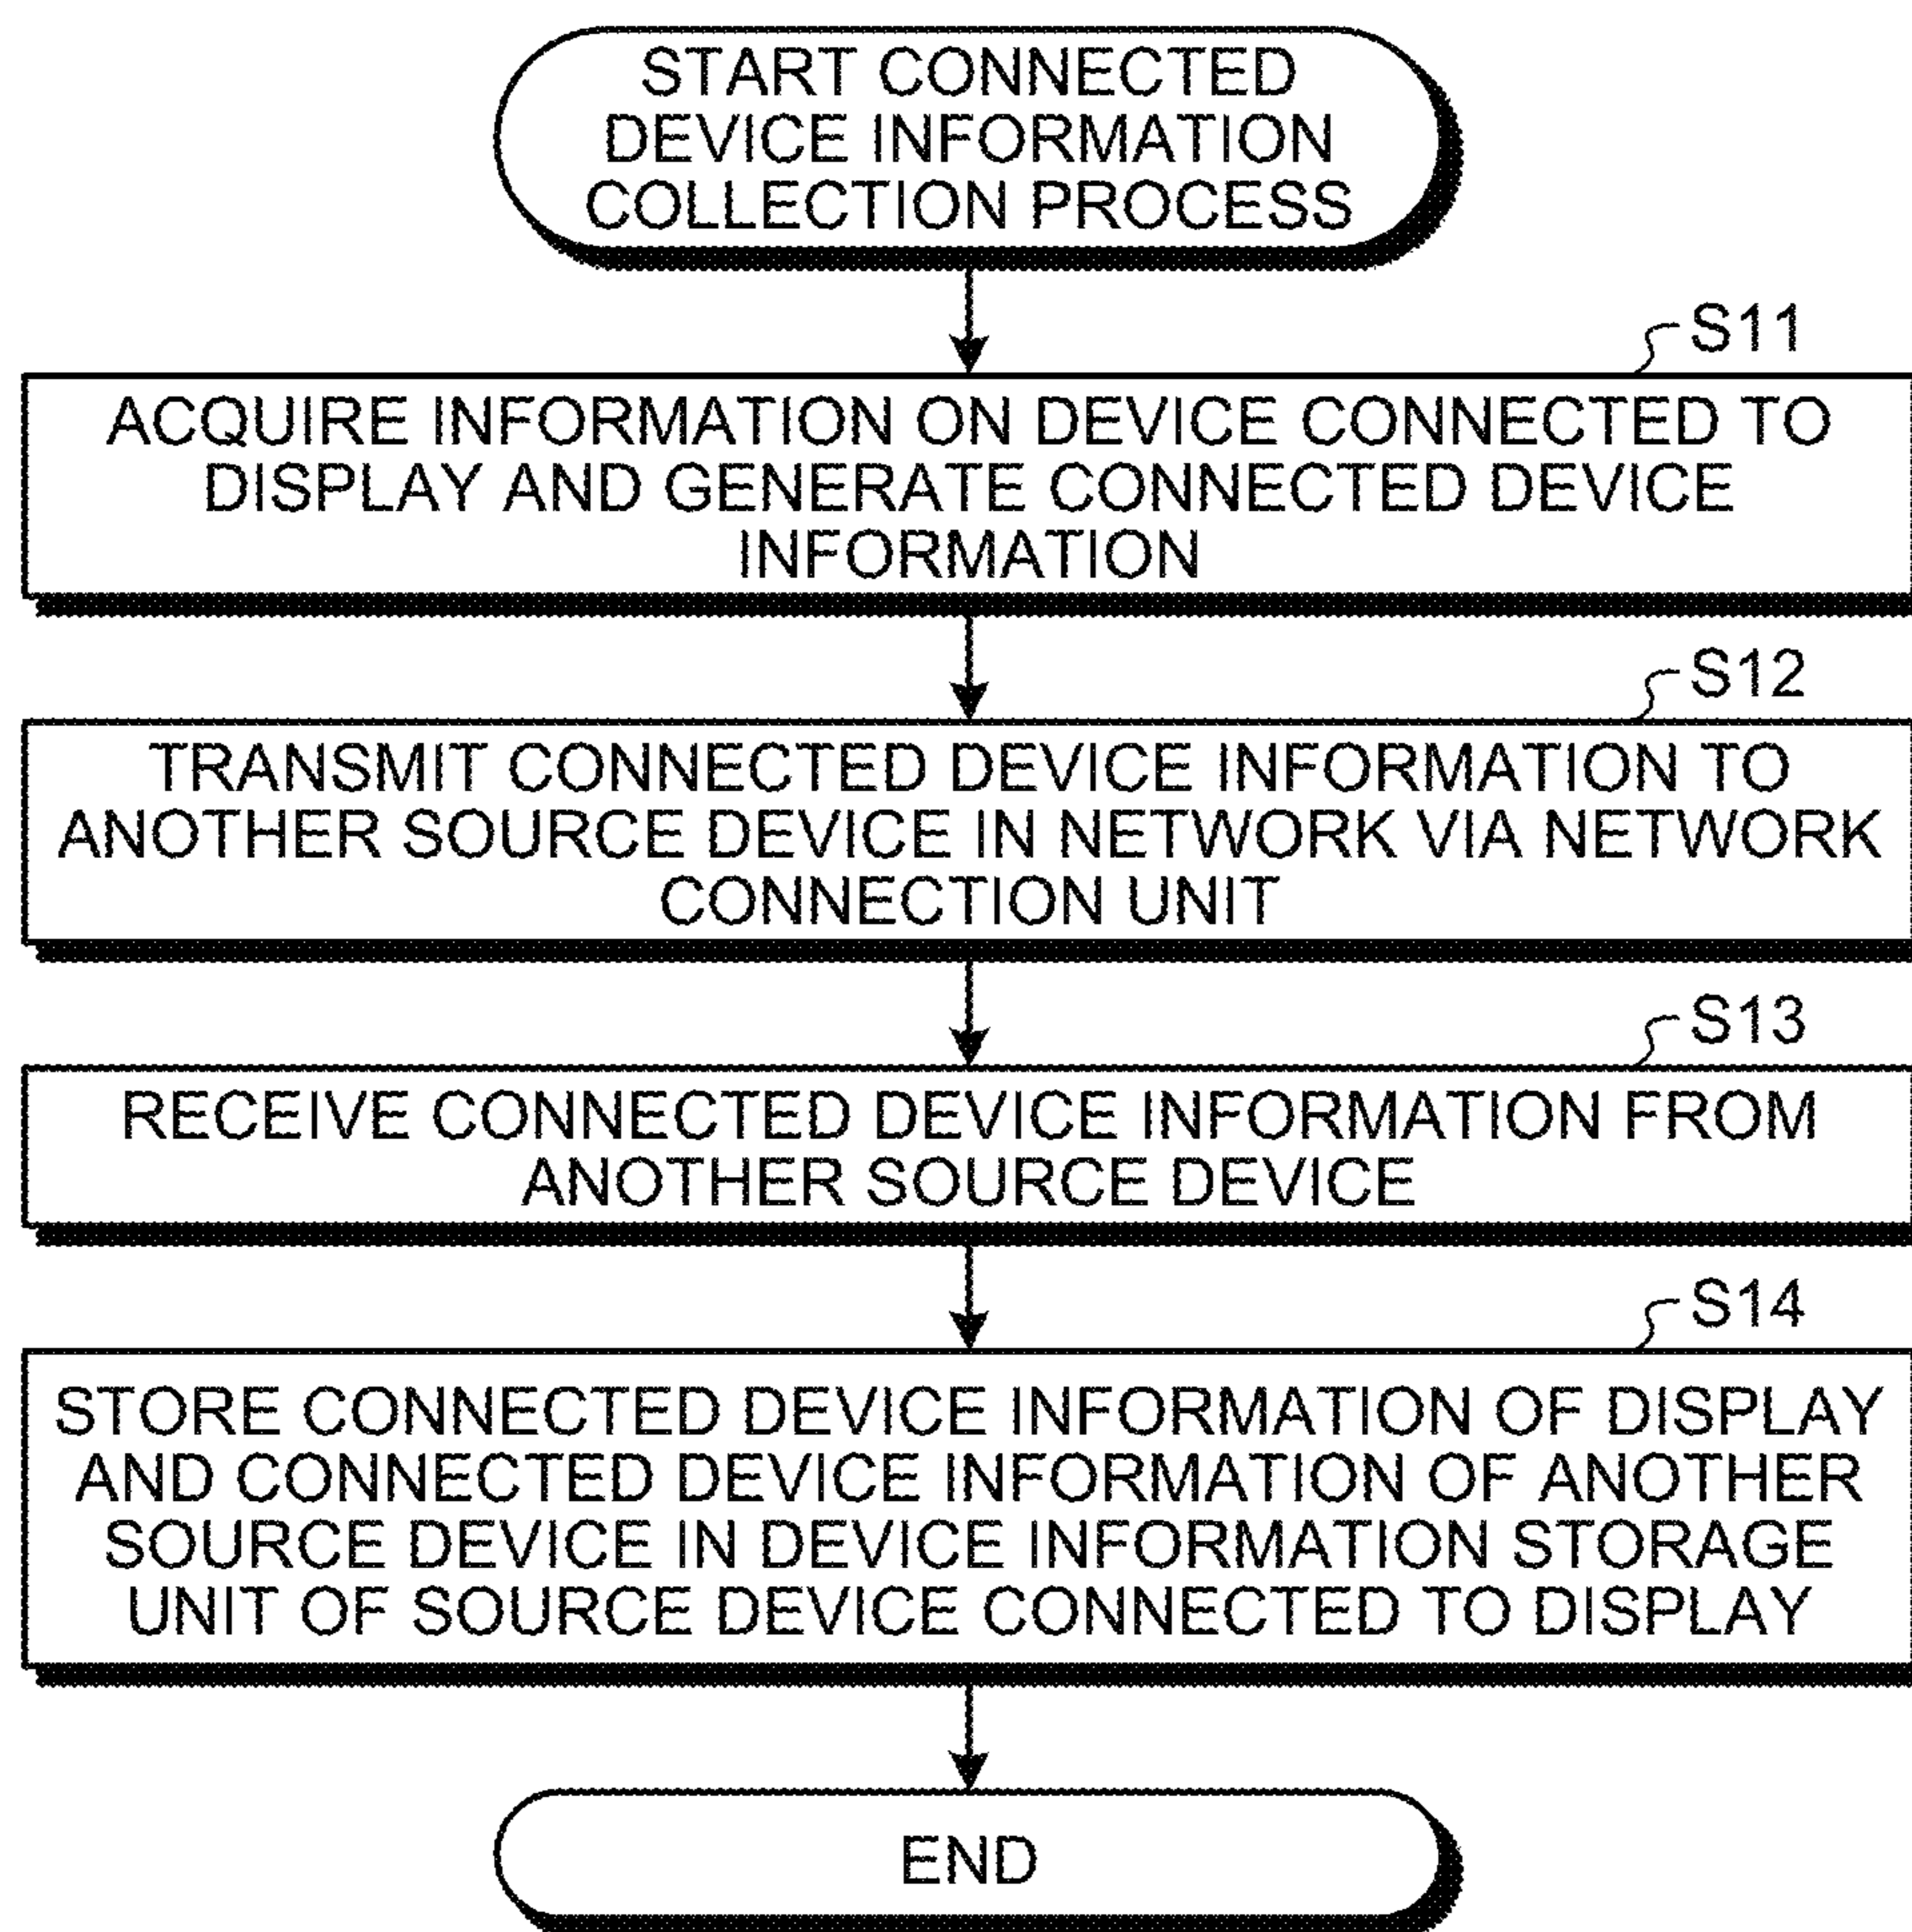 START CONNECTED
DEVICE INFORMATION
COLLECTION PROCESS
S11
ACQUIRE INFORMATION ON DEVICE CONNECTED TO
DISPLAY AND GENERATE CONNECTED DEVICE
INFORMATION
S12
TRANSMIT CONNECTED DEVICE INFORMATION TO
ANOTHER SOURCE DEVICE IN NETWORK VIA NETWORK
CONNECTION UNIT
S13
RECEIVE CONNECTED DEVICE INFORMATION FROM
ANOTHER SOURCE DEVICE
S14
STORE CONNECTED DEVICE INFORMATION OF DISPLAY
AND CONNECTED DEVICE INFORMATION OF ANOTHER
SOURCE DEVICE IN DEVICE INFORMATION STORAGE
UNIT OF SOURCE DEVICE CONNECTED TO DISPLAY
END